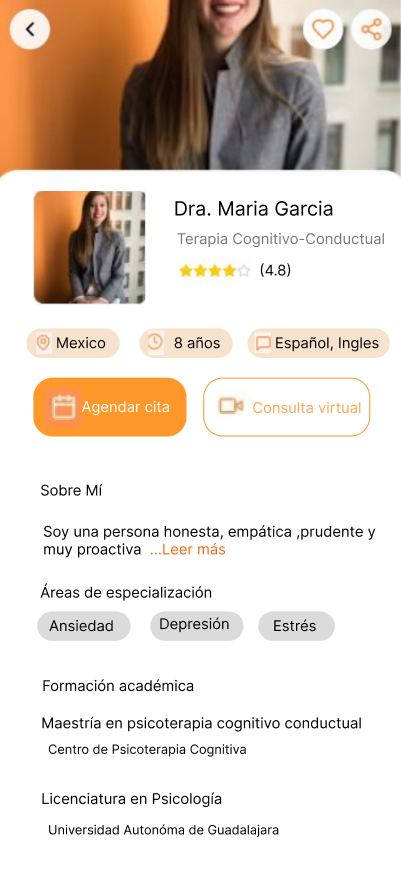 Dra. Maria Garcia
Terapia Cognitivo-Conductual
(4.8)
Mexico
8 años
Español, Ingles
Agendar cita
Consulta virtual
Sobre Mí
Soy una persona honesta, empática ,prudente y
muy proactiva ...Leer más
Áreas de especialización
Ansiedad
Depresión
Estrés
Formación académica
Maestría en psicoterapia cognitivo conductual
Centro de Psicoterapia Cognitiva
Licenciatura en Psicología
Universidad Autonóma de Guadalajara